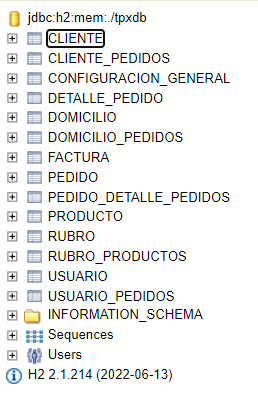 jdbc:h2:mem:./tpxdb
CLIENTE
CLIENTE_PEDIDOS
CONFIGURACION_GENERAL
DETALLE_PEDIDO
DOMICILIO
DOMICILIO_PEDIDOS
FACTURA
PEDIDO
PEDIDO_DETALLE_PEDIDOS
PRODUCTO
RUBRO
RUBRO_PRODUCTOS
USUARIO
USUARIO_PEDIDOS
INFORMATION_SCHEMA
Sequences
Users
H2 2.1.214 (2022-06-13)